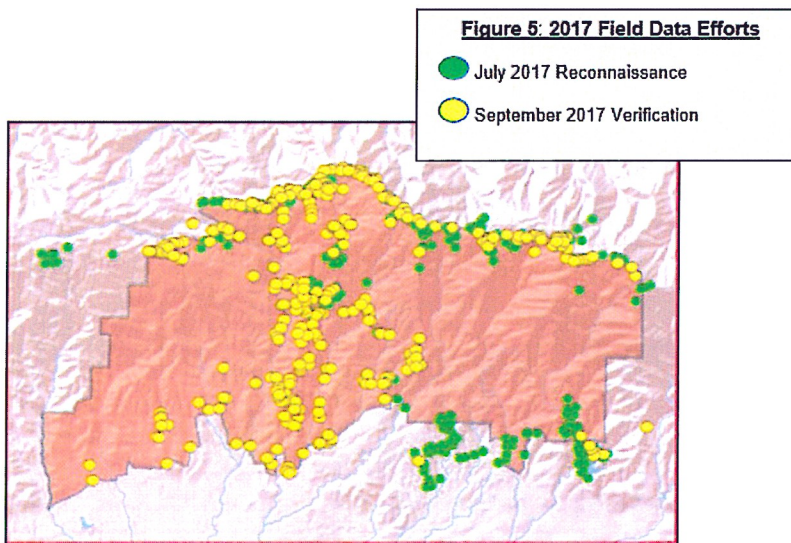 Figure 5: 2017 Field Data Efforts
July 2017 Reconnaissance
September 2017 Verification